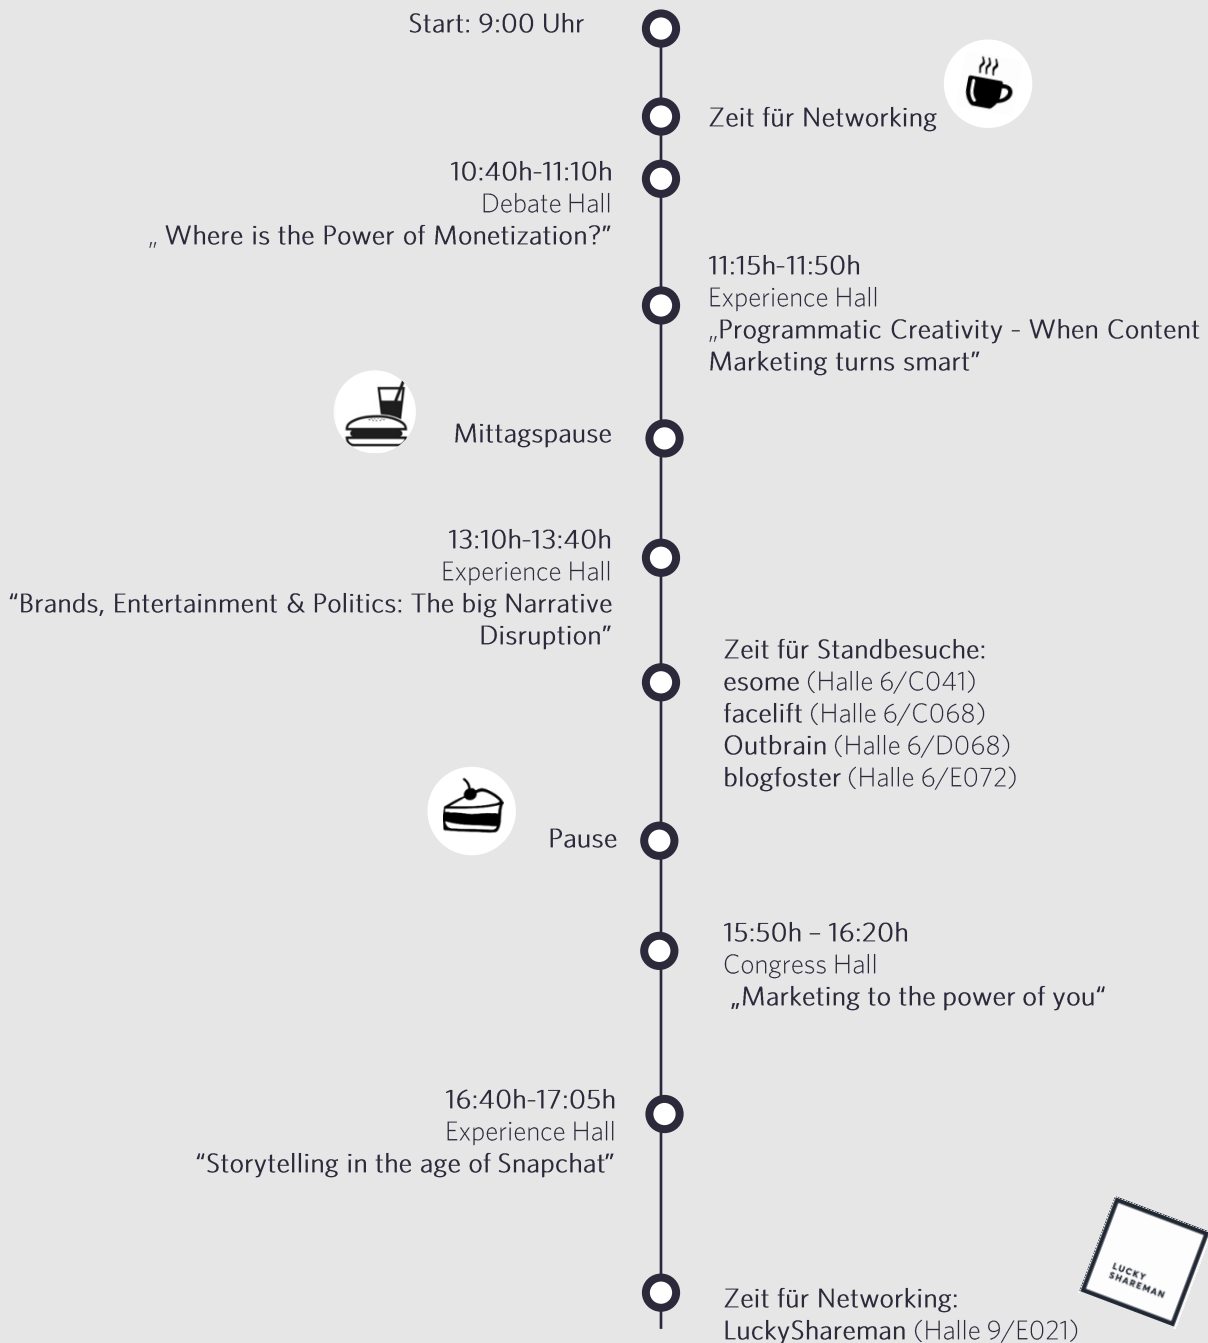 Start: 9:00 Uhr
Zeit für Networking
10:40h-11:10h
Debate Hall
„ Where is the Power of Monetization?”
11:15h-11:50h
Experience Hall
„Programmatic Creativity - When Content
Marketing turns smart”
Mittagspause
13:10h-13:40h
Experience Hall
“Brands, Entertainment & Politics: The big Narrative
Disruption”
Zeit für Standbesuche:
esome (Halle 6/C041)
facelift (Halle 6/C068)
Outbrain (Halle 6/D068)
blogfoster (Halle 6/E072)
Pause
15:50h – 16:20h
Congress Hall
„Marketing to the power of you“
16:40h-17:05h
Experience Hall
“Storytelling in the age of Snapchat”
LUCKY
SHAREMAN
Zeit für Networking:
LuckyShareman (Halle 9/E021)